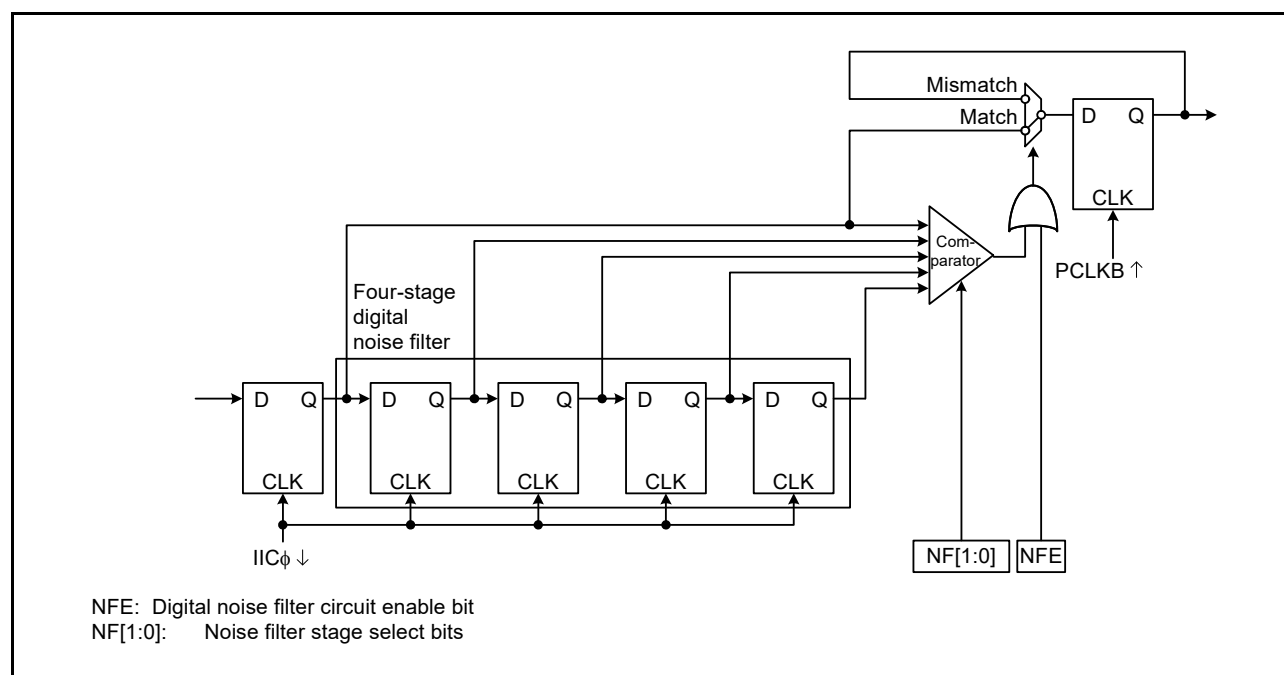 Mismatch
Match
D Q
CLK
PCLKB ↑
Com-
parator
Four-stage
digital
noise filter
D Q D Q D Q D Q D Q
CLK CLK CLK CLK CLK
IICϕ ↓
NF[1:0] NFE
NFE: Digital noise filter circuit enable bit
NF[1:0]: Noise filter stage select bits